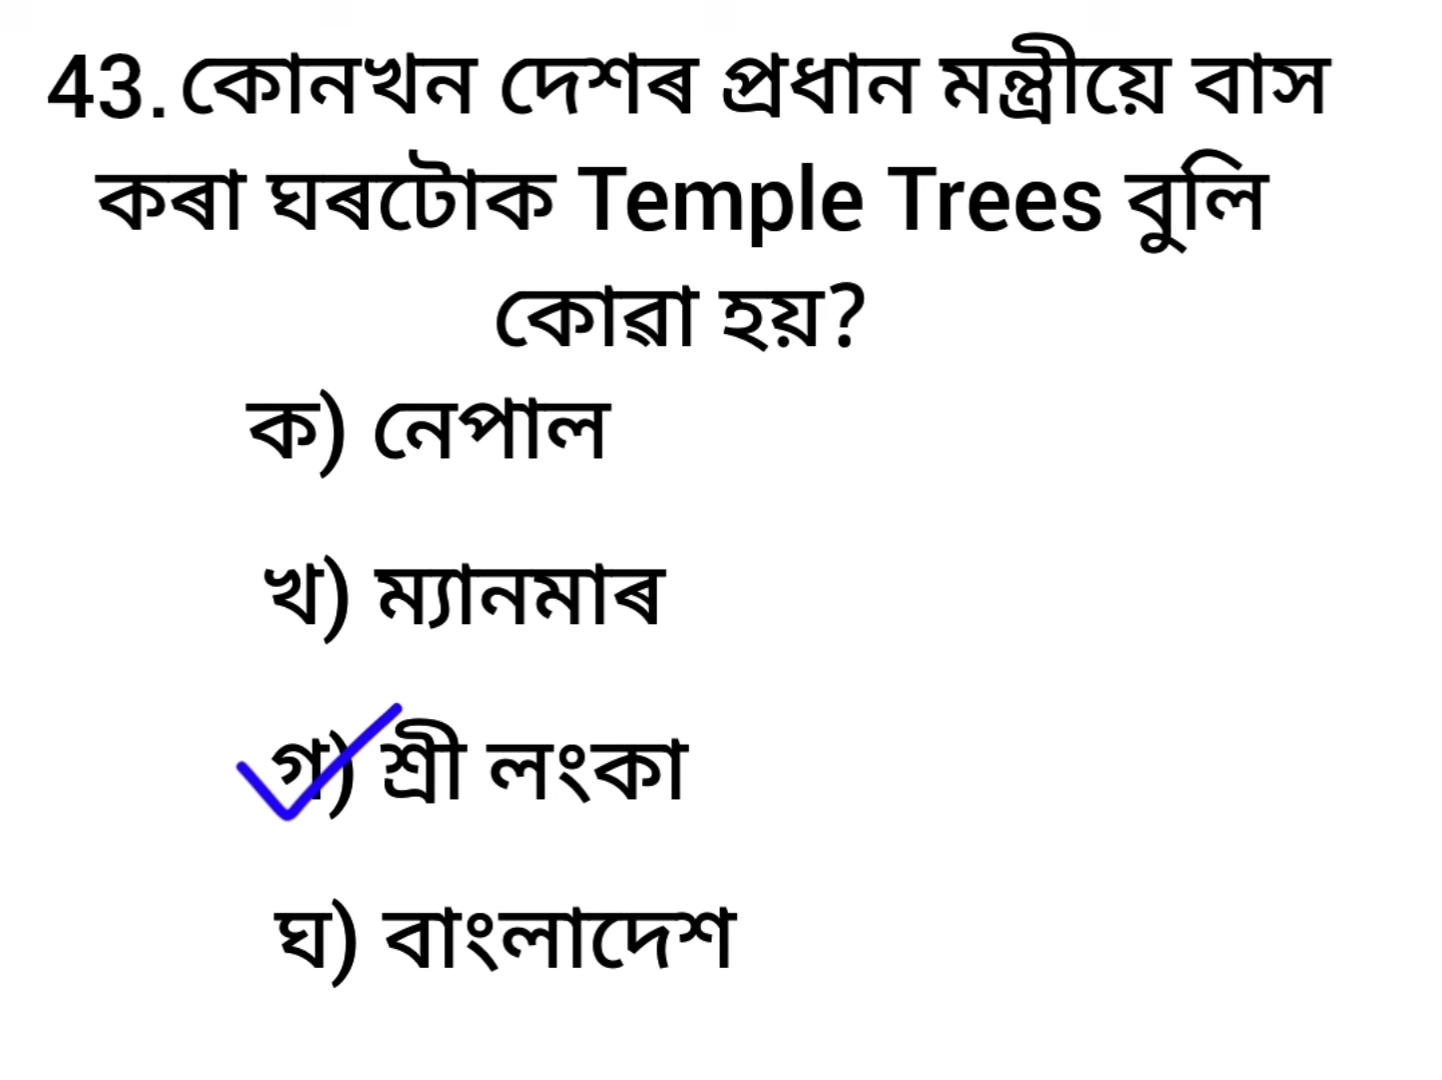 43.কোনখন দেশৰ প্ৰধান মন্ত্ৰীয়ে বাস
কৰা ঘৰটোক Temple Trees বুলি
কোৱা হয়?
ক) নেপাল
খ) ম্যানমাৰ
গ) শ্ৰী লংকা
ঘ) বাংলাদেশ